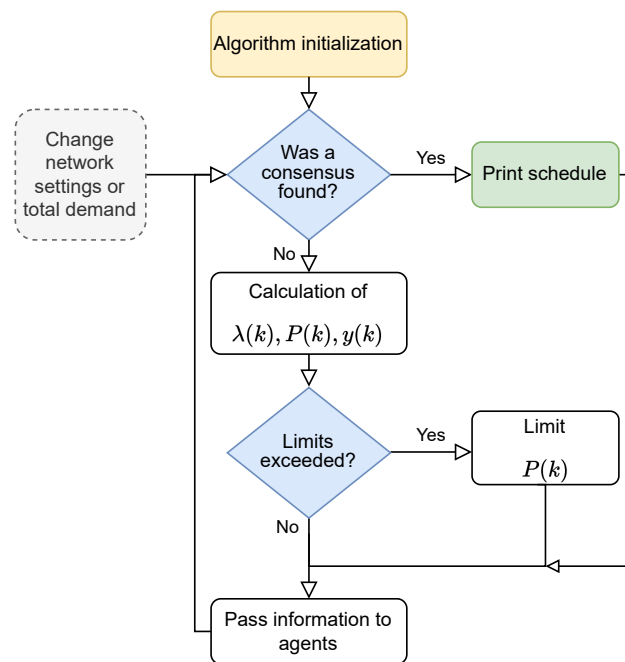 Algorithm initialization
Change
network
settings or
total demand
Was a
consensus
found?
Yes
Print schedule
No
Calculation of
λ(k), P(k), y(k)
Limits
exceeded?
Yes
Limit
P(k)
No
Pass information to
agents